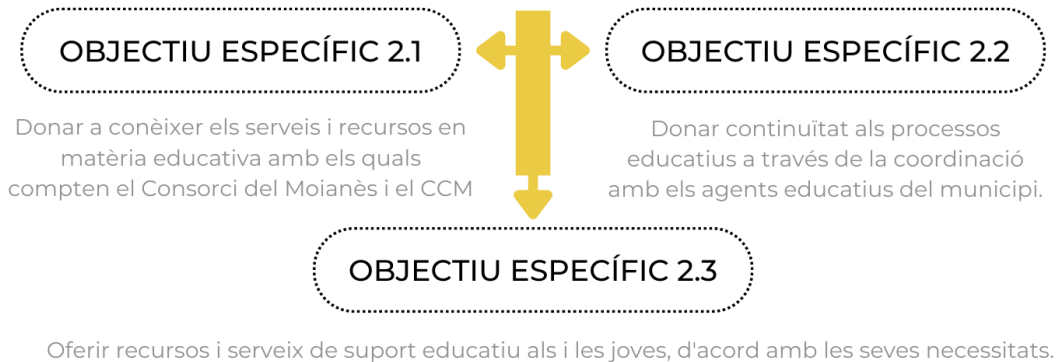 OBJECTIU ESPECÍFIC 2.1
Donar a conèixer els serveis i recursos en
matèria educativa amb els quals
compten el Consorci del Moianès i el CCM
OBJECTIU ESPECÍFIC 2.2
Donar continuïtat als processos
educatius a través de la coordinació
amb els agents educatius del municipi.
OBJECTIU ESPECÍFIC 2.3
Oferir recursos i serveix de suport educatiu als i les joves, d'acord amb les seves necessitats.